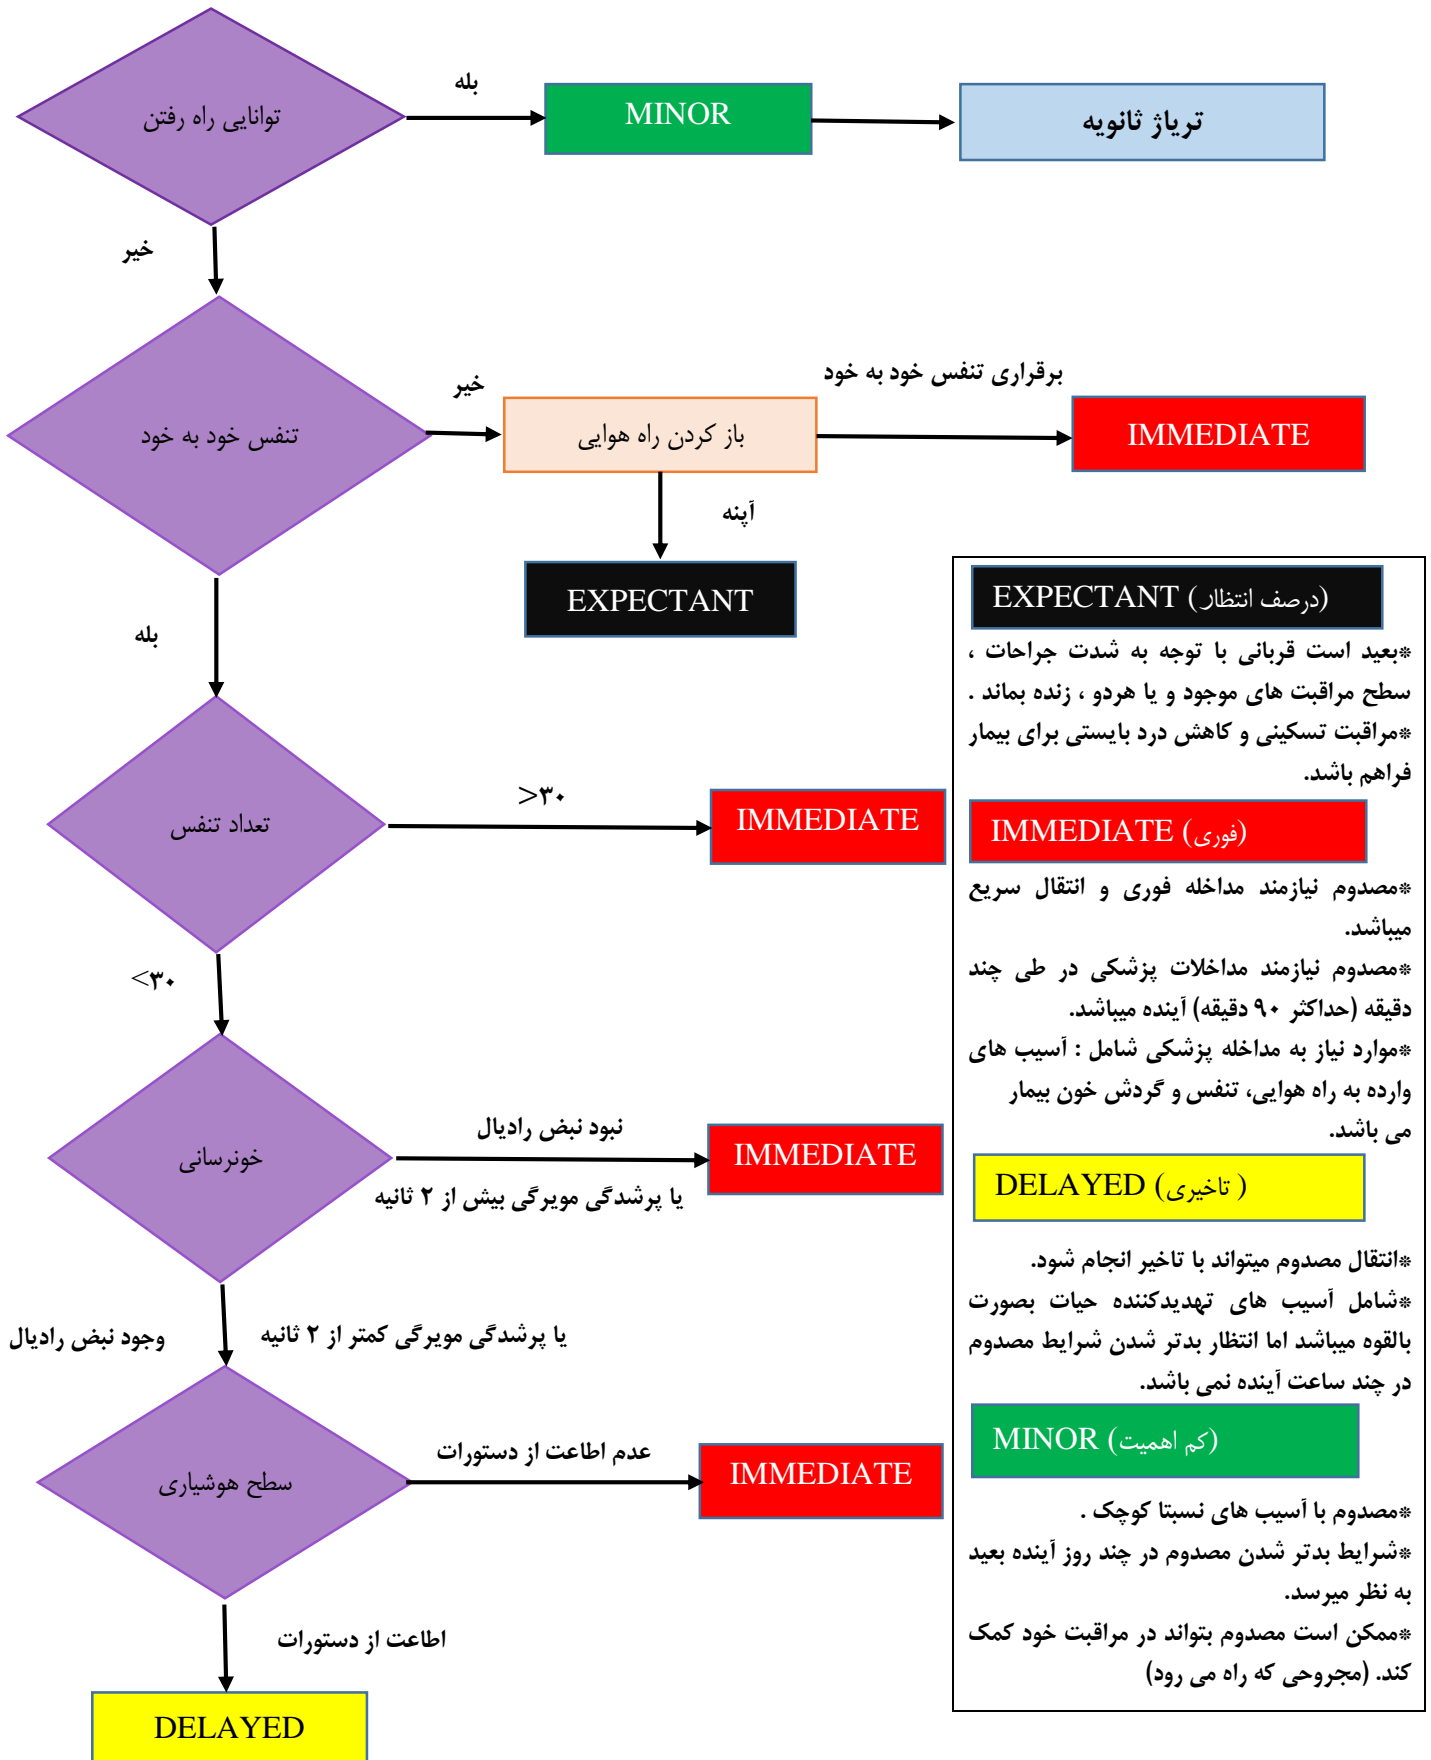 توانایی راه رفتن
بله
MINOR
تریاژ ثانویه
خیر
تنفس خود به خود
خیر
باز کردن راه هوایی
برقراری تنفس خود به خود
IMMEDIATE
آپنه
EXPECTANT
بله
تعداد تنفس
>۳۰
IMMEDIATE
<۳۰
خونرسانی
نبود نبض رادیال
یا پرشدگی مویرگی بیش از ۲ ثانیه
IMMEDIATE
وجود نبض رادیال
یا پرشدگی مویرگی کمتر از ۲ ثانیه
سطح هوشیاری
عدم اطاعت از دستورات
IMMEDIATE
اطاعت از دستورات
DELAYED
EXPECTANT (درصف انتظار)
*بعید است قربانی با توجه به شدت جراحات ،
سطح مراقبت های موجود و یا هردو ، زنده بماند .
*مراقبت تسکینی و کاهش درد بایستی برای بیمار
فراهم باشد.
IMMEDIATE (فوری)
*مصدوم نیازمند مداخله فوری و انتقال سریع
میباشد.
*مصدوم نیازمند مداخلات پزشکی در طی چند
دقیقه (حداکثر ۹۰ دقیقه) آینده میباشد.
*موارد نیاز به مداخله پزشکی شامل : آسیب های
وارده به راه هوایی، تنفس و گردش خون بیمار
می باشد.
DELAYED (تاخیری )
*انتقال مصدوم میتواند با تاخیر انجام شود.
*شامل آسیب های تهدیدکننده حیات بصورت
بالقوه میباشد اما انتظار بدتر شدن شرایط مصدوم
در چند ساعت آینده نمی باشد.
MINOR (کم اهمیت)
*مصدوم با آسیب های نسبتا کوچک .
*شرایط بدتر شدن مصدوم در چند روز آینده بعید
به نظر میرسد.
*ممکن است مصدوم بتواند در مراقبت خود کمک
کند. (مجروحی که راه می رود)